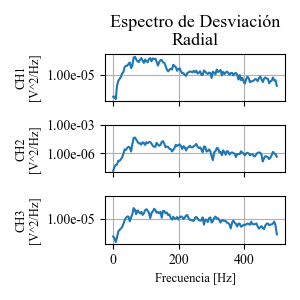 Espectro de Desviación
Radial
CH1
[V^2/Hz]
1.00e-05
CH2
[V^2/Hz]
1.00e-03
1.00e-06
CH3
[V^2/Hz]
1.00e-05
0
200
400
Frecuencia [Hz]